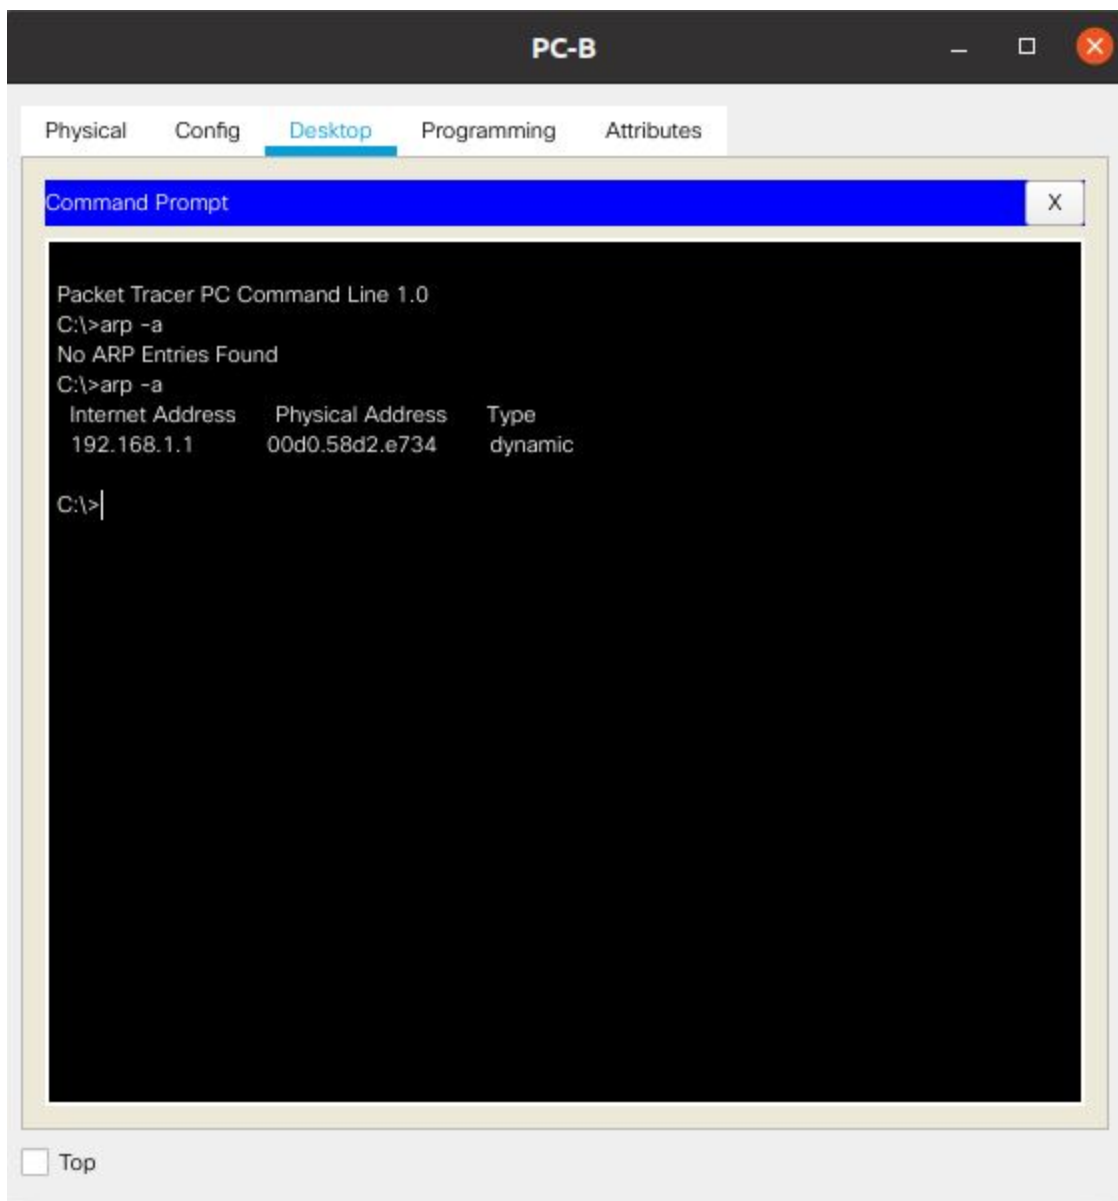 PC-B
Physical Config Desktop Programming Attributes
Command Prompt X
Packet Tracer PC Command Line 1.0
C:\>arp -a
No ARP Entries Found
C:\>arp -a
Internet Address Physical Address Type
192.168.1.1 00d0.58d2.e734 dynamic
C:\>
Top